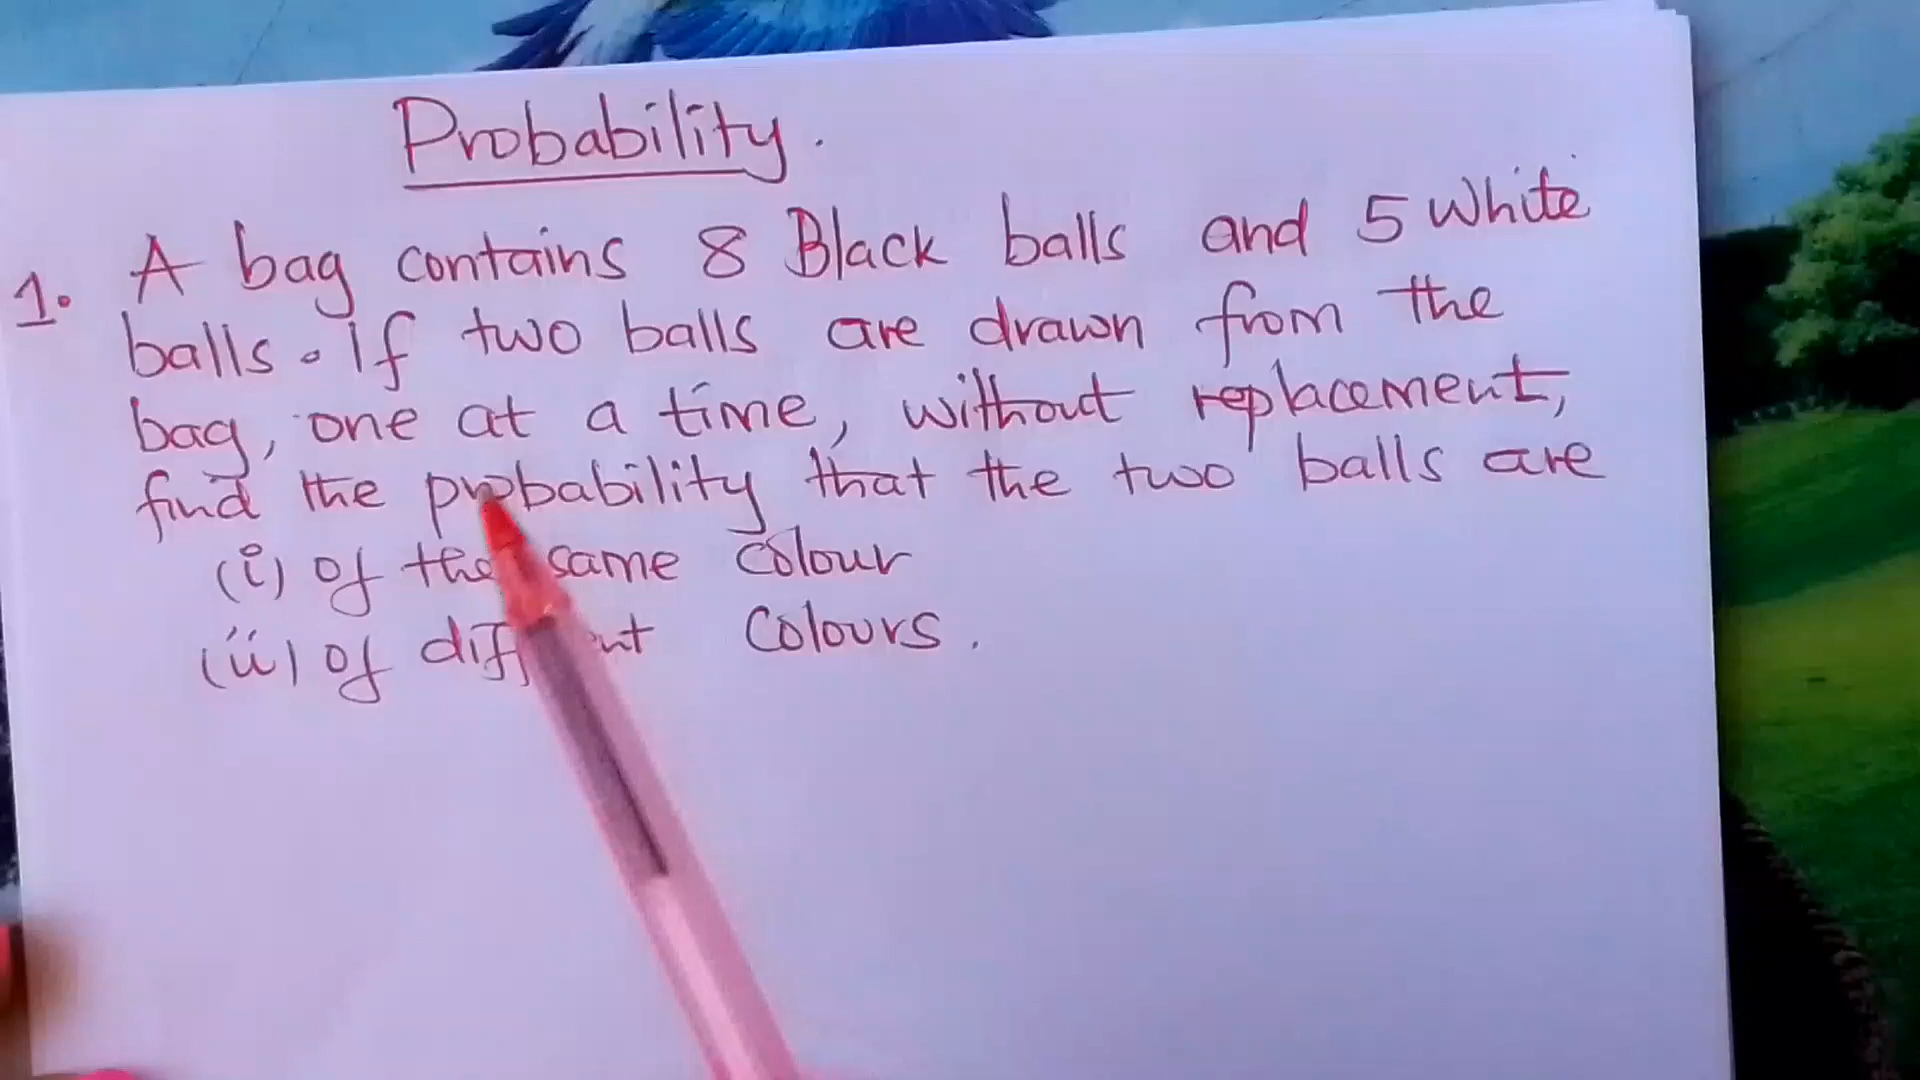 Probability.
1. A bag contains 8 Black balls and 5 White
balls. If two balls are drawn from the
bag, one at a time, without replacement,
find the probability that the two balls are
(i) of the same colour
(ii) of colours.